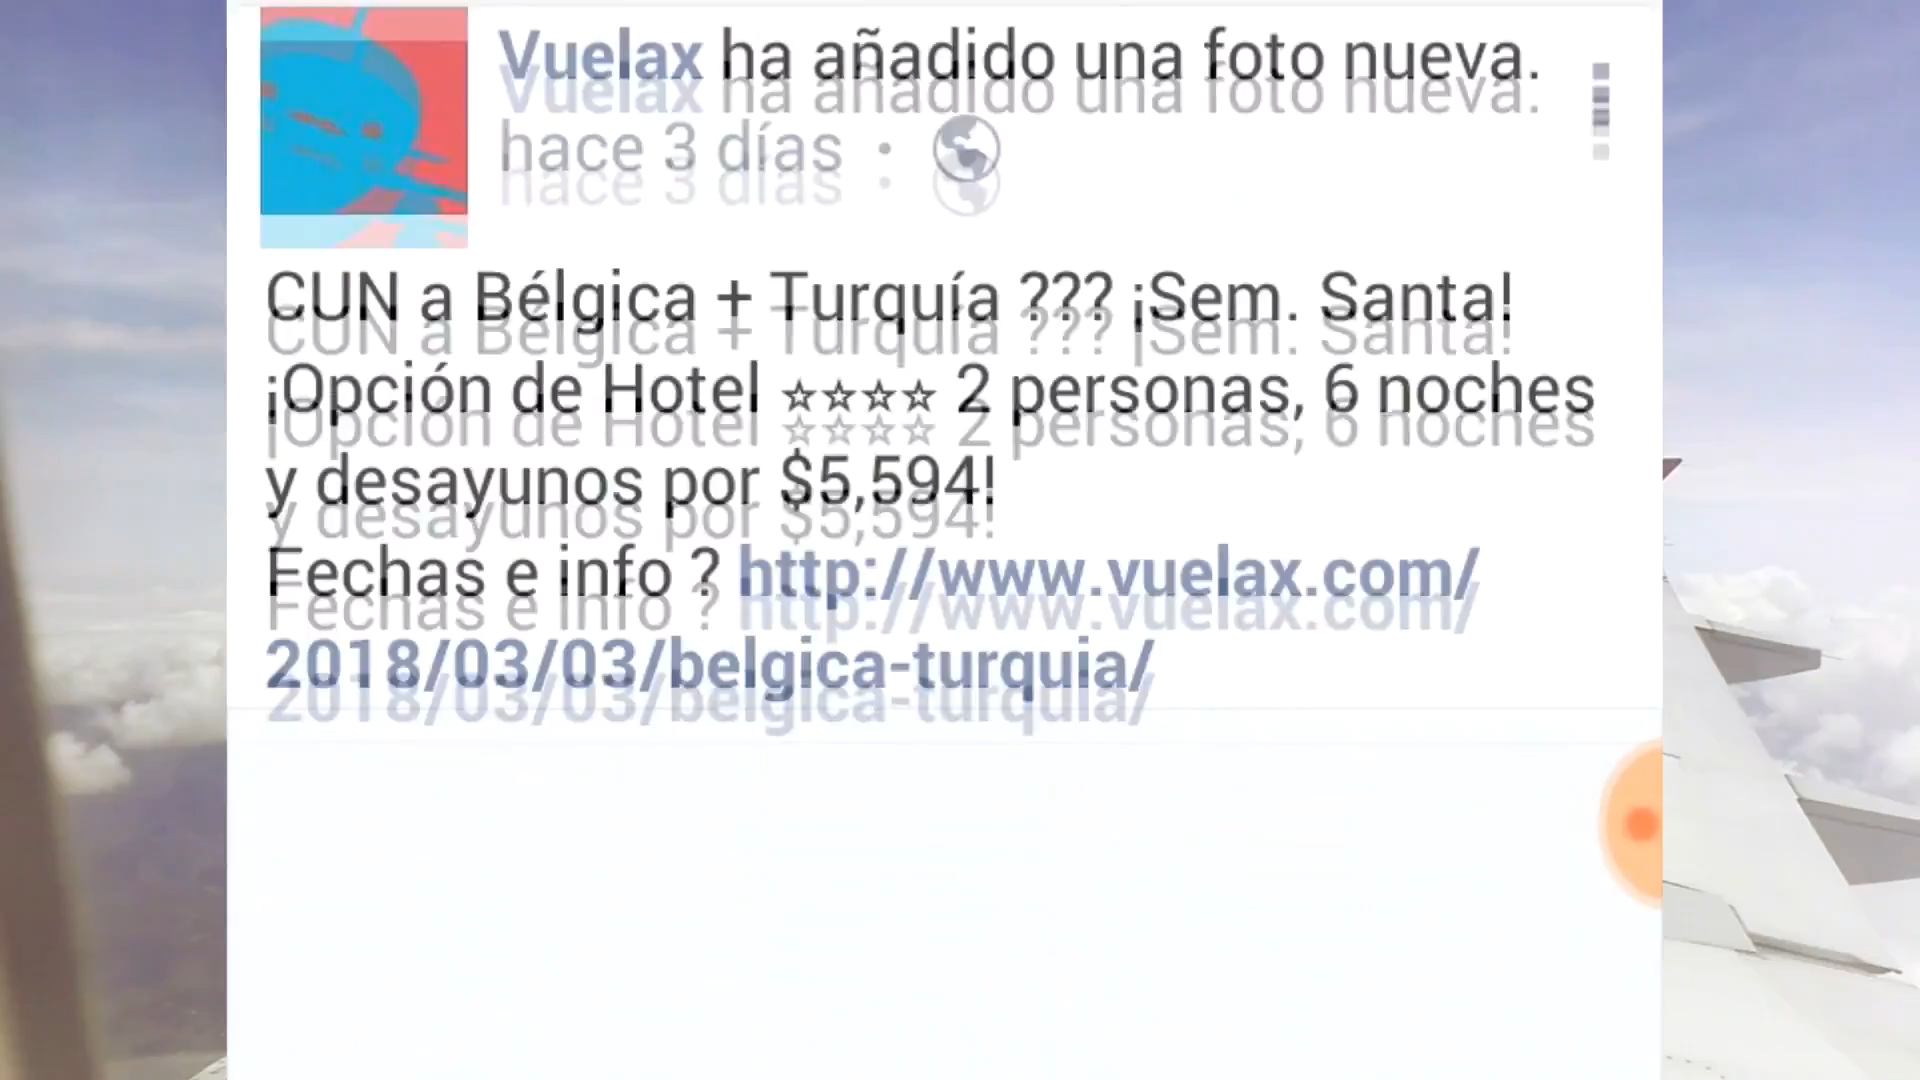 Vuelax ha añadido una foto nueva.
hace 3 días ·
CUN a Bélgica + Turquía ??? ¡Sem. Santa!
¡Opción de Hotel ☆☆☆☆ 2 personas, 6 noches
y desayunos por $5,594!
Fechas e info ? http://www.vuelax.com/
2018/03/03/belgica-turquia/